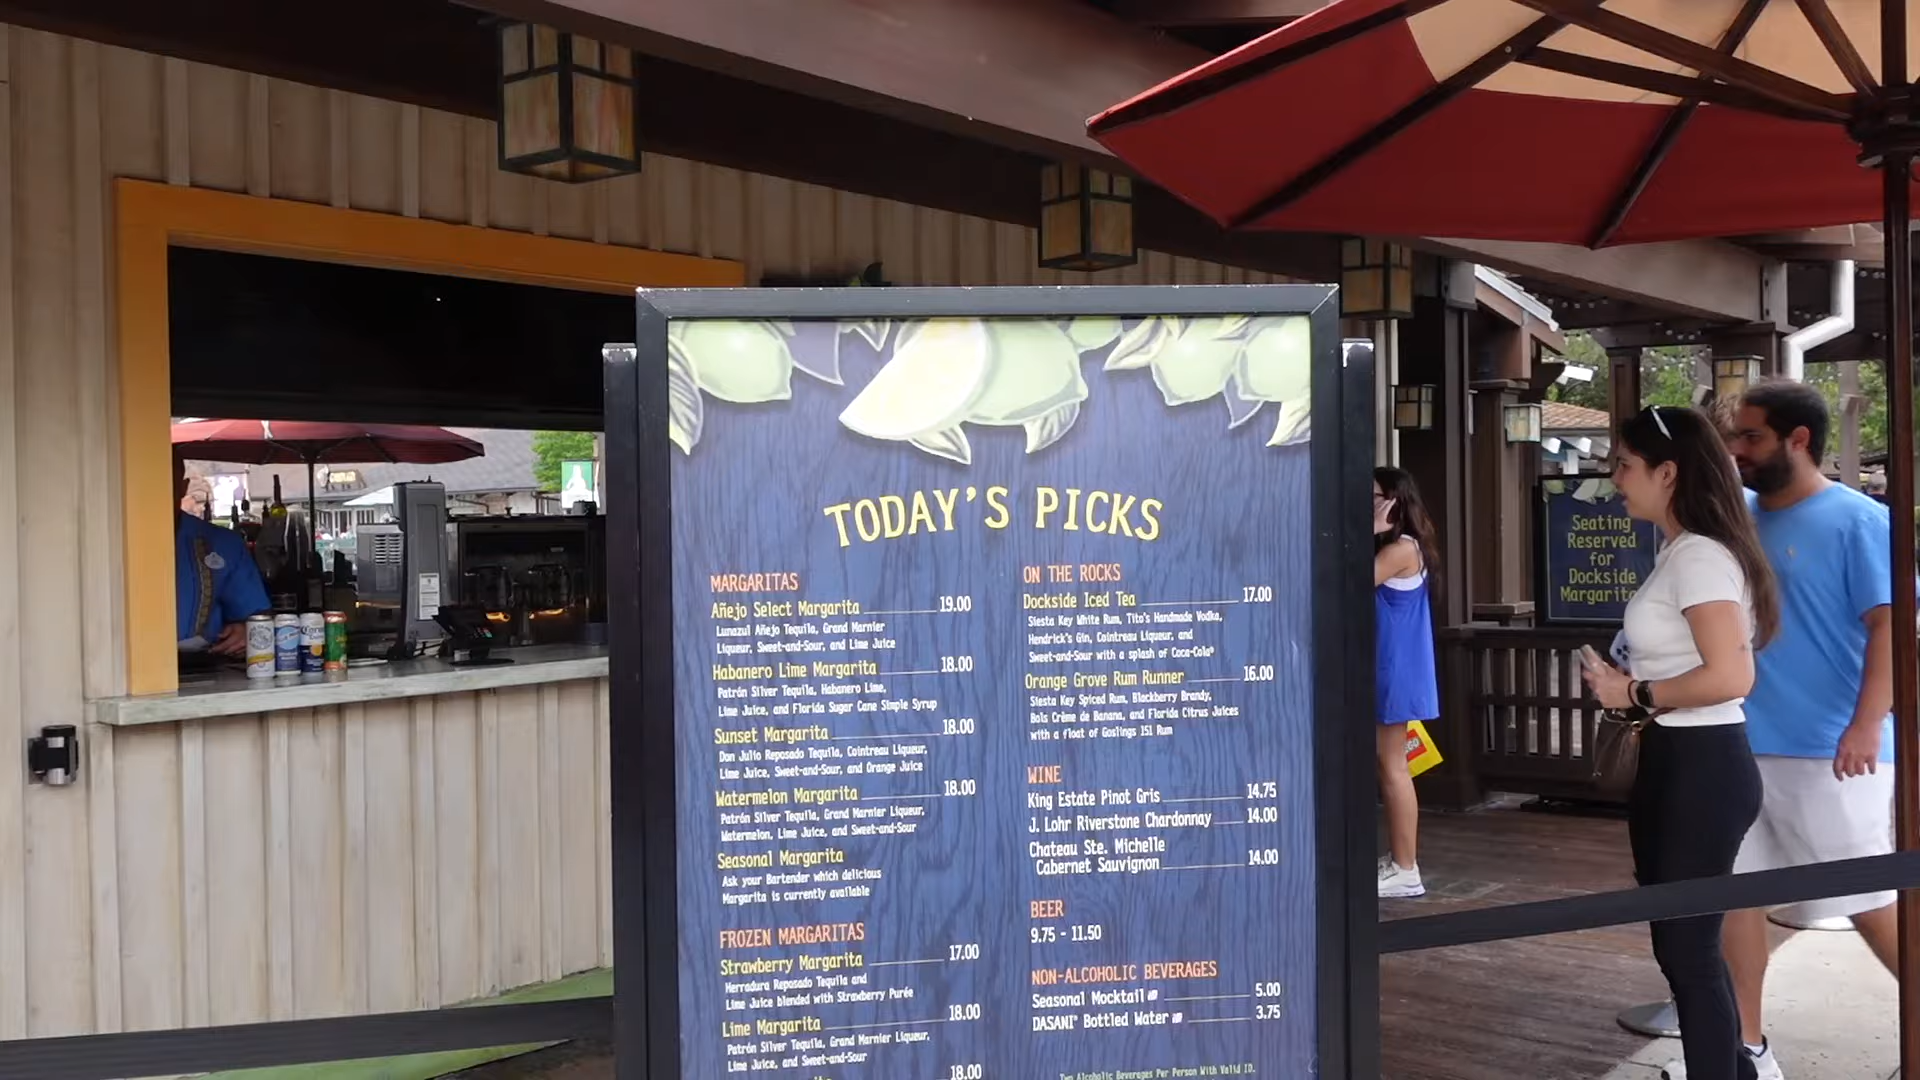 TODAY'S PICKS
MARGARITAS
Añejo Select Margarita 19.00
Lunazul Añejo Tequila, Grand Marnier
Liqueur, Sweet-and-Sour, and Lime Juice
Habanero Lime Margarita 18.00
Patrón Silver Tequila, Habanero Lime,
Lime Juice, and Florida Sugar Cane Simple Syrup
Sunset Margarita 18.00
Don Julio Reposado Tequila, Cointreau Liqueur,
Lime Juice, Sweet-and-Sour, and Orange Juice
Watermelon Margarita 18.00
Patrón Silver Tequila, Grand Marnier Liqueur,
Watermelon, Lime Juice, and Sweet-and-Sour
Seasonal Margarita
Ask your Bartender which delicious
Margarita is currently available
FROZEN MARGARITAS
Strawberry Margarita 17.00
Herradura Reposado Tequila and
Lime Juice blended with Strawberry Purée
Lime Margarita 18.00
Patrón Silver Tequila, Grand Marnier Liqueur,
Lime Juice, and Sweet-and-Sour
18.00
ON THE ROCKS
Dockside Iced Tea 17.00
Siesta Key White Rum, Tito's Handmade Vodka,
Hendrick's Gin, Cointreau Liqueur, and
Sweet-and-Sour with a splash of Coca-Cola®
Orange Grove Rum Runner 16.00
Siesta Key Spiced Rum, Blackberry Brandy,
Bols Crème de Banana, and Florida Citrus Juices
with a float of Goslings 151 Rum
WINE
King Estate Pinot Gris 14.75
J. Lohr Riverstone Chardonnay 14.00
Chateau Ste. Michelle
Cabernet Sauvignon 14.00
BEER
9.75 - 11.50
NON-ALCOHOLIC BEVERAGES
Seasonal Mocktail 5.00
DASANI® Bottled Water 3.75
Two Alcoholic Beverages Per Person With Valid ID.
Seating
Reserved
for
Dockside
Margarita